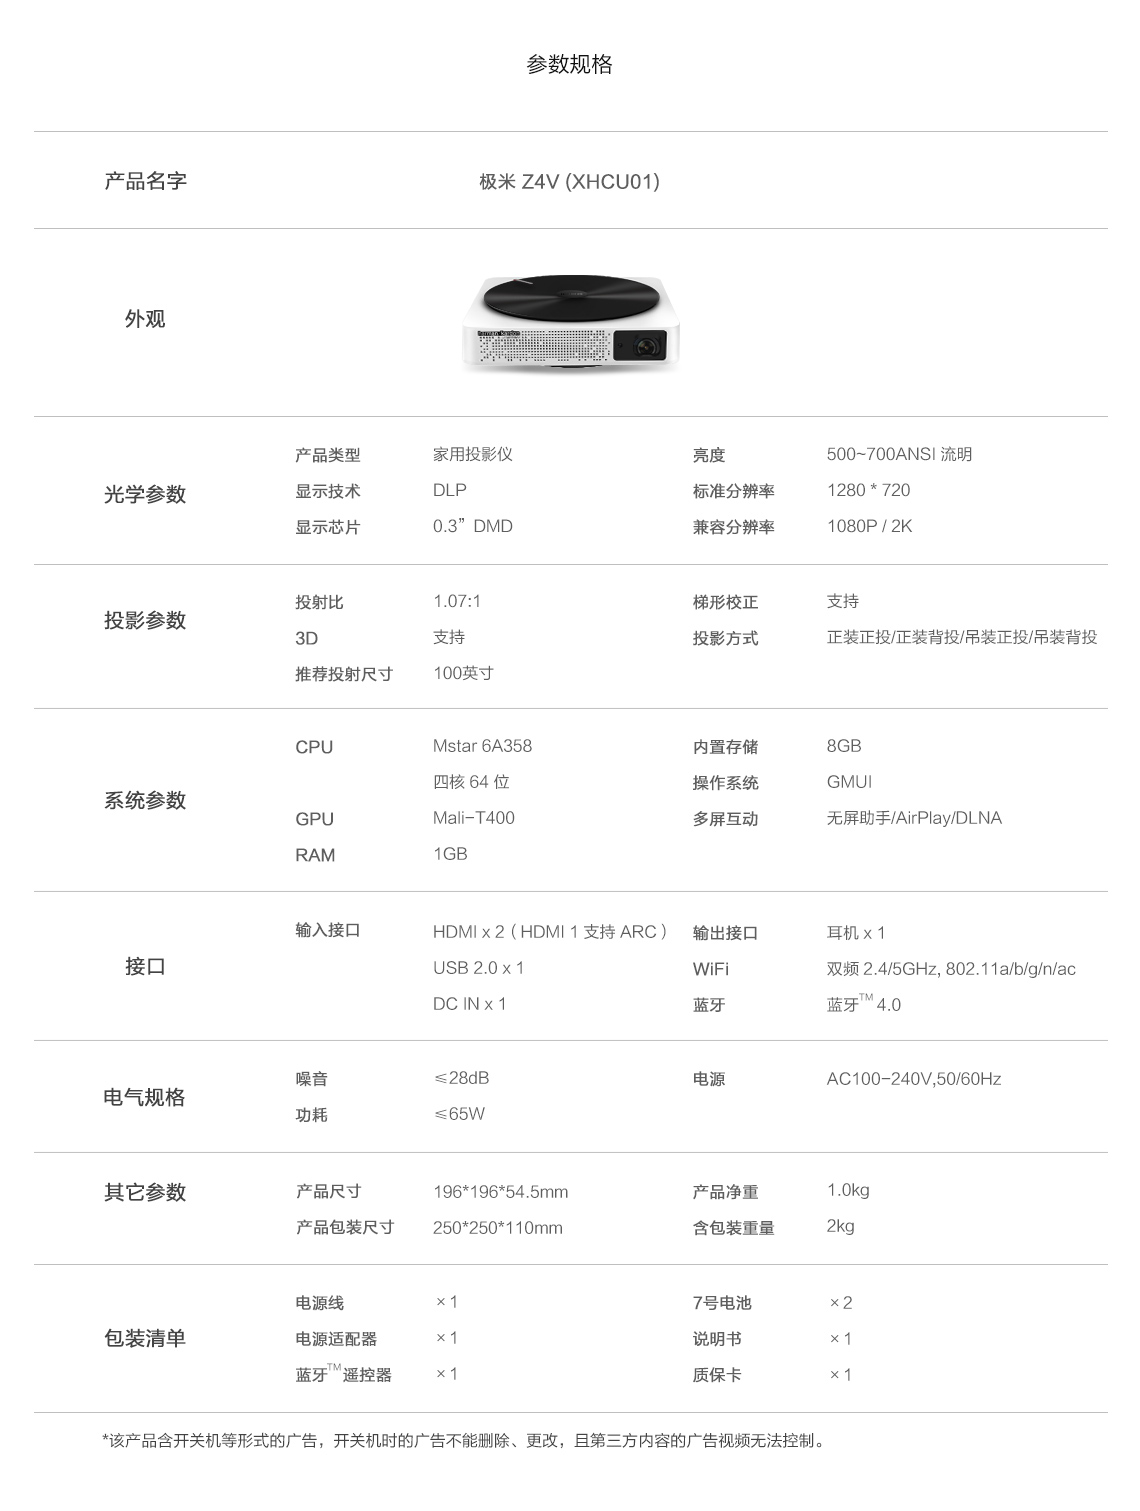 参数规格
产品名字 极米 Z4V (XHCU01)
外观
harman/kardon
光学参数
产品类型 家用投影仪 亮度 500~700ANSI 流明
显示技术 DLP 标准分辨率 1280 * 720
显示芯片 0.3” DMD 兼容分辨率 1080P / 2K
投影参数
投射比 1.07:1 梯形校正 支持
3D 支持 投影方式 正装正投/正装背投/吊装正投/吊装背投
推荐投射尺寸 100英寸
系统参数
CPU Mstar 6A358 内置存储 8GB
四核 64 位 操作系统 GMUI
GPU Mali-T400 多屏互动 无屏助手/AirPlay/DLNA
RAM 1GB
接口
输入接口 HDMI x 2 ( HDMI 1 支持 ARC ) 输出接口 耳机 x 1
USB 2.0 x 1 WiFi 双频 2.4/5GHz, 802.11a/b/g/n/ac
DC IN x 1 蓝牙 蓝牙™ 4.0
电气规格
噪音 ≤28dB 电源 AC100-240V,50/60Hz
功耗 ≤65W
其它参数
产品尺寸 196*196*54.5mm 产品净重 1.0kg
产品包装尺寸 250*250*110mm 含包装重量 2kg
包装清单
电源线 × 1 7号电池 × 2
电源适配器 × 1 说明书 × 1
蓝牙™ 遥控器 × 1 质保卡 × 1
*该产品含开关机等形式的广告，开关机时的广告不能删除、更改，且第三方内容的广告视频无法控制。